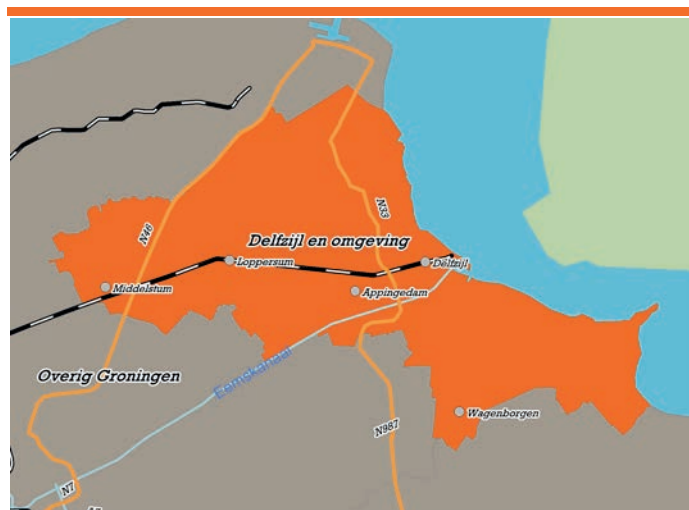 N46
N33
Delfzijl en omgeving
Loppersum
Delfzijl
Middelstum
Appingedam
Overig Groningen
Eemskanaal
Wagenborgen
N987
N7